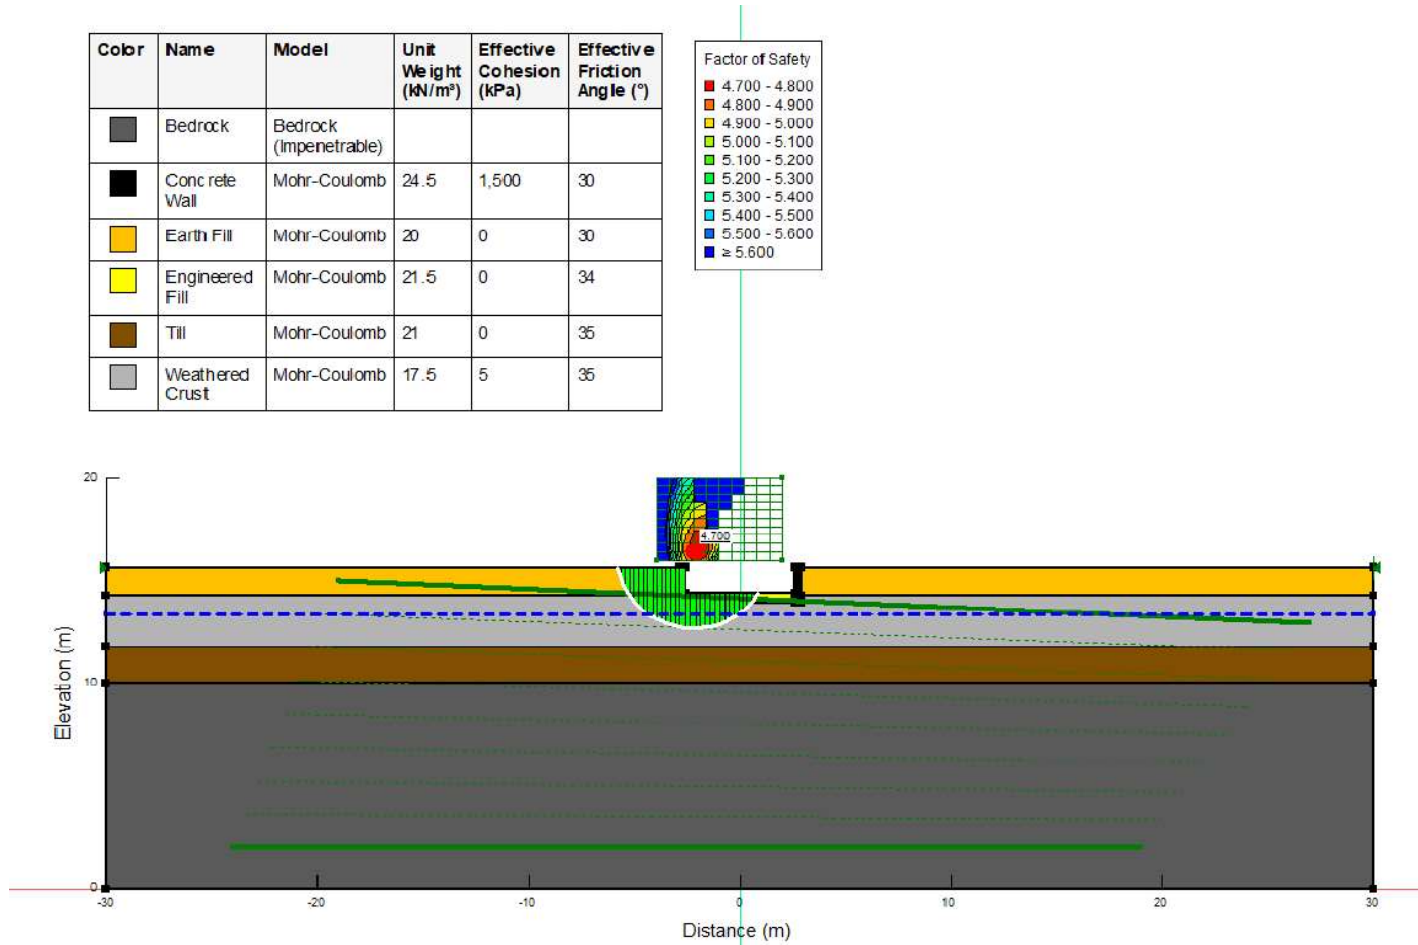 Color Name Model Unit Weight (kN/m³) Effective Cohesion (kPa) Effective Friction Angle (°)
Bedrock Bedrock (Impenetrable)
Concrete Wall Mohr-Coulomb 24.5 1,500 30
Earth Fill Mohr-Coulomb 20 0 30
Engineered Fill Mohr-Coulomb 21.5 0 34
Till Mohr-Coulomb 21 0 35
Weathered Crust Mohr-Coulomb 17.5 5 35
Factor of Safety
4.700 - 4.800
4.800 - 4.900
4.900 - 5.000
5.000 - 5.100
5.100 - 5.200
5.200 - 5.300
5.300 - 5.400
5.400 - 5.500
5.500 - 5.600
≥ 5.600
20
4.700
10
0
Elevation (m)
-30 -20 -10 0 10 20 30
Distance (m)